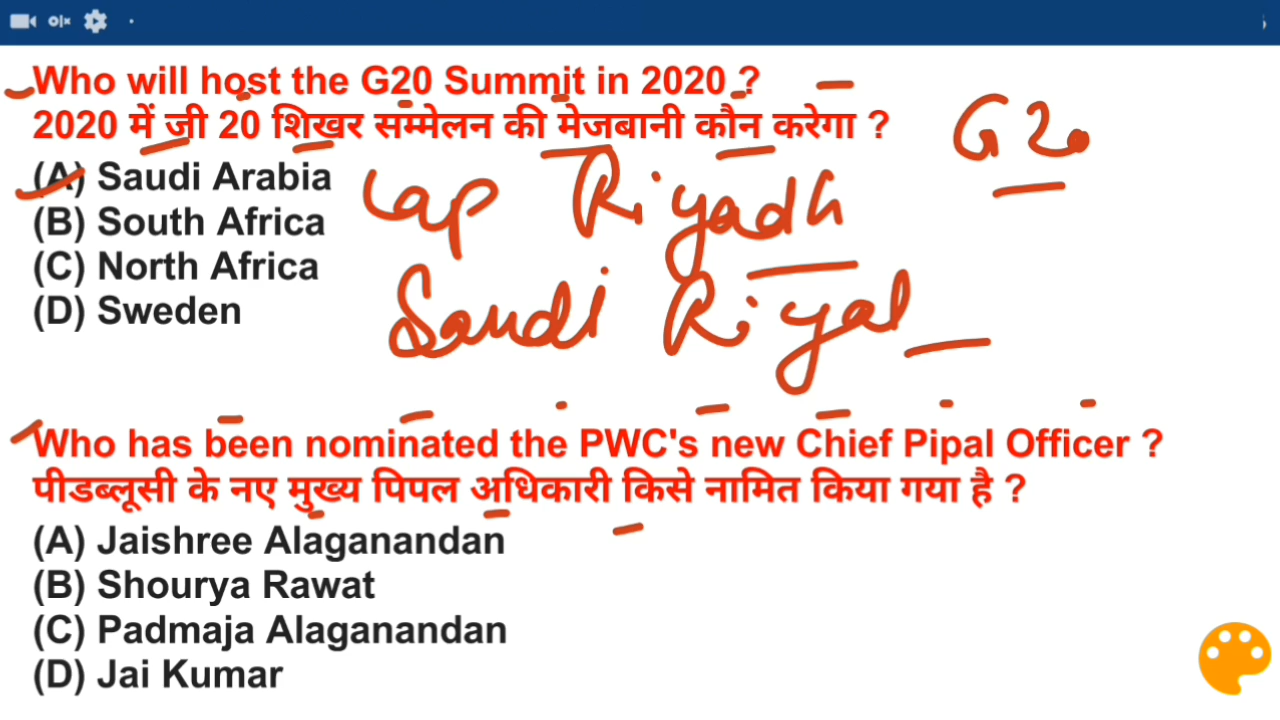 Who will host the G20 Summit in 2020 ?
2020 में जी 20 शिखर सम्मेलन की मेजबानी कौन करेगा ?
G20
(A) Saudi Arabia
Cap Riyadh
(B) South Africa
(C) North Africa
Saudi Riyal
(D) Sweden
Who has been nominated the PWC's new Chief Pipal Officer ?
पीडब्लूसी के नए मुख्य पिपल अधिकारी किसे नामित किया गया है ?
(A) Jaishree Alaganandan
(B) Shourya Rawat
(C) Padmaja Alaganandan
(D) Jai Kumar